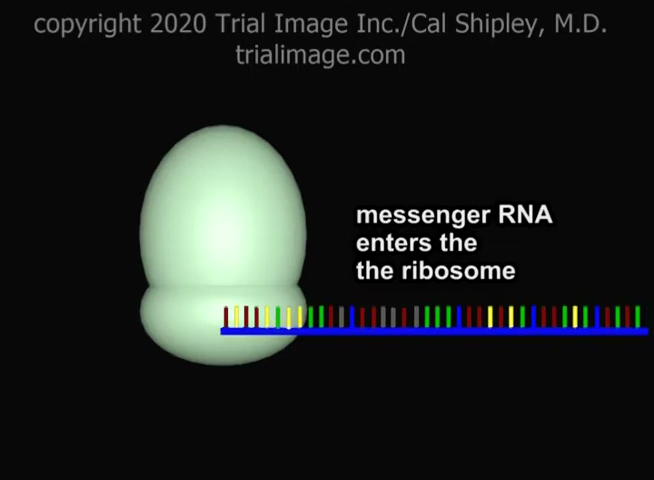 copyright 2020 Trial Image Inc./Cal Shipley, M.D.
trialimage.com
messenger RNA
enters the
the ribosome